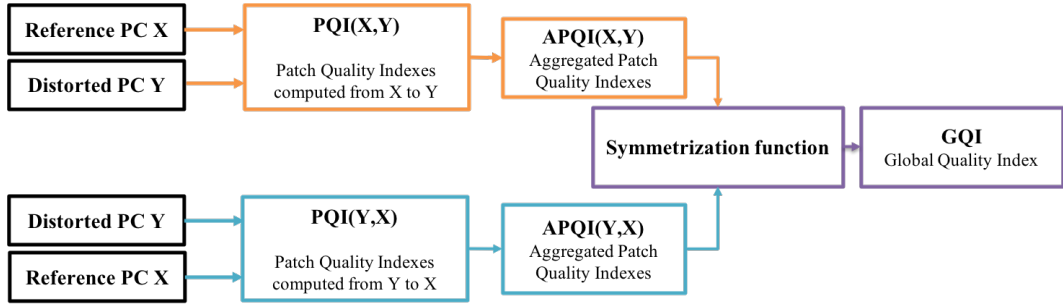 Reference PC X
Distorted PC Y
PQI(X,Y)
Patch Quality Indexes
computed from X to Y
APQI(X,Y)
Aggregated Patch
Quality Indexes
Symmetrization function
GQI
Global Quality Index
Distorted PC Y
Reference PC X
PQI(Y,X)
Patch Quality Indexes
computed from Y to X
APQI(Y,X)
Aggregated Patch
Quality Indexes